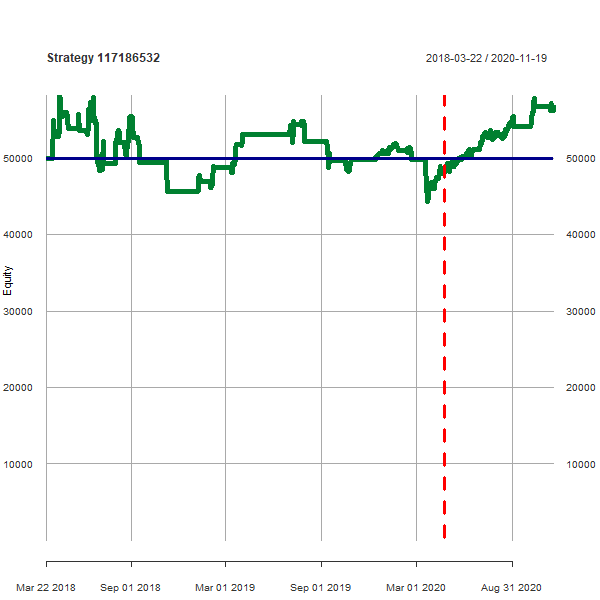 Strategy 117186532
2018-03-22 / 2020-11-19
50000
50000
40000
40000
Equity
30000
30000
20000
20000
10000
10000
Mar 22 2018
Sep 01 2018
Mar 01 2019
Sep 01 2019
Mar 01 2020
Aug 31 2020